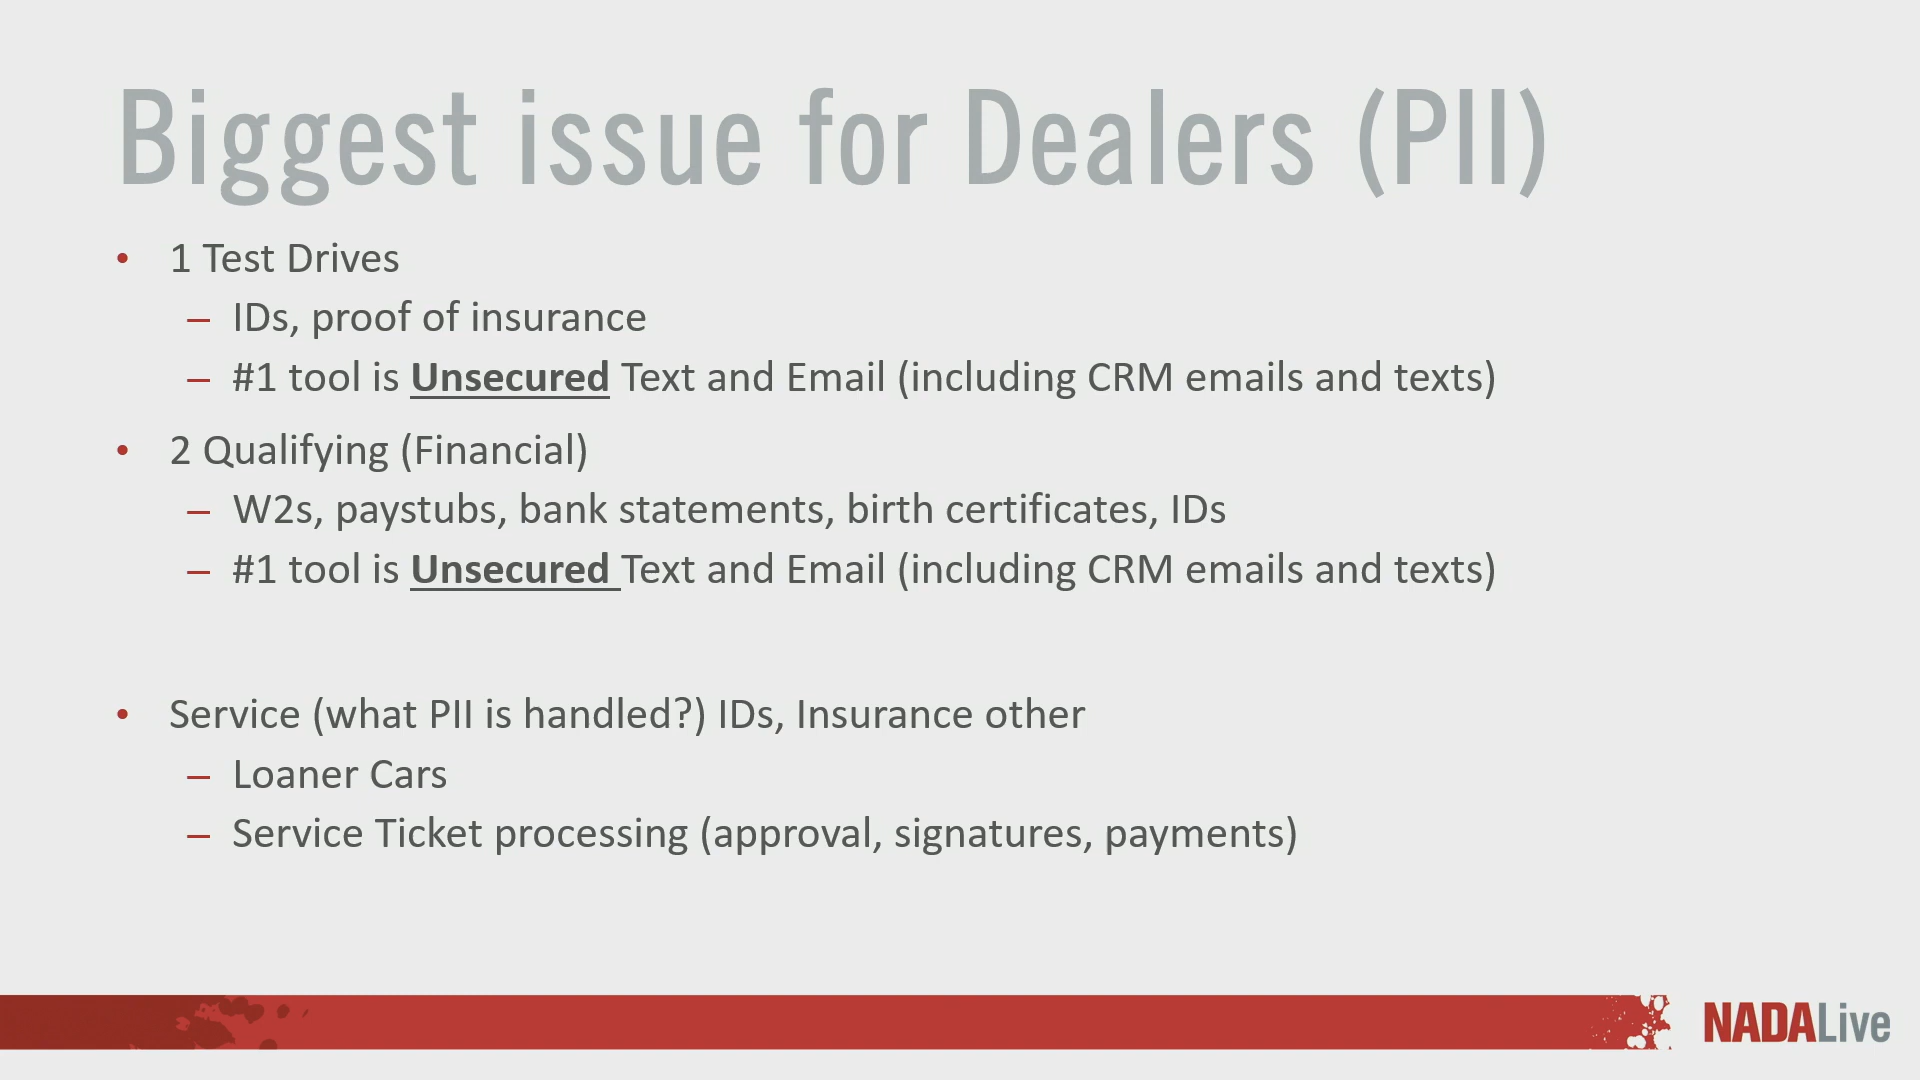 Biggest issue for Dealers (PII)
• 1 Test Drives
– IDs, proof of insurance
– #1 tool is Unsecured Text and Email (including CRM emails and texts)
• 2 Qualifying (Financial)
– W2s, paystubs, bank statements, birth certificates, IDs
– #1 tool is Unsecured Text and Email (including CRM emails and texts)
• Service (what PII is handled?) IDs, Insurance other
– Loaner Cars
– Service Ticket processing (approval, signatures, payments)
NADALive